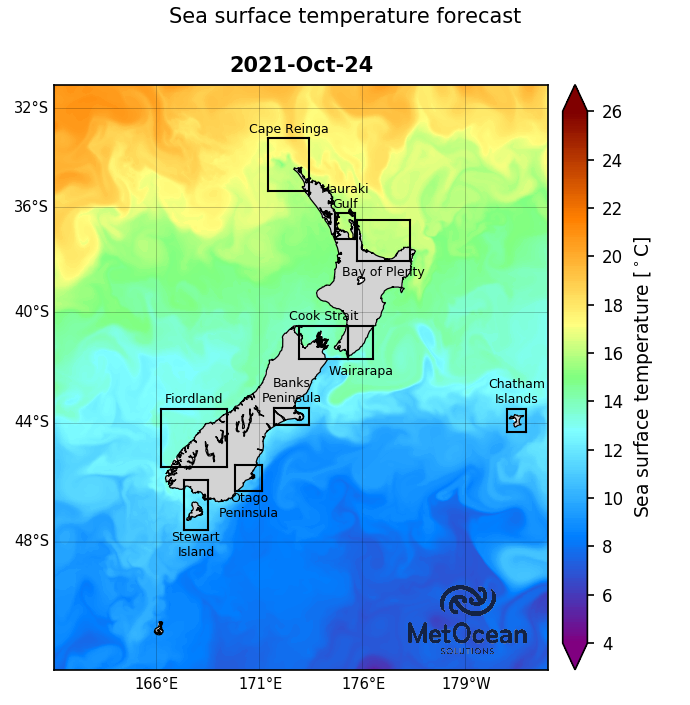 Sea surface temperature forecast
2021-Oct-24
32°S
36°S
40°S
44°S
48°S
166°E
171°E
176°E
179°W
Cape Reinga
Hauraki
Gulf
Bay of Plenty
Cook Strait
Wairarapa
Banks
Peninsula
Chatham
Islands
Fiordland
Otago
Peninsula
Stewart
Island
MetOcean
SOLUTIONS
26
24
22
20
18
16
14
12
10
8
6
4
Sea surface temperature [°C]